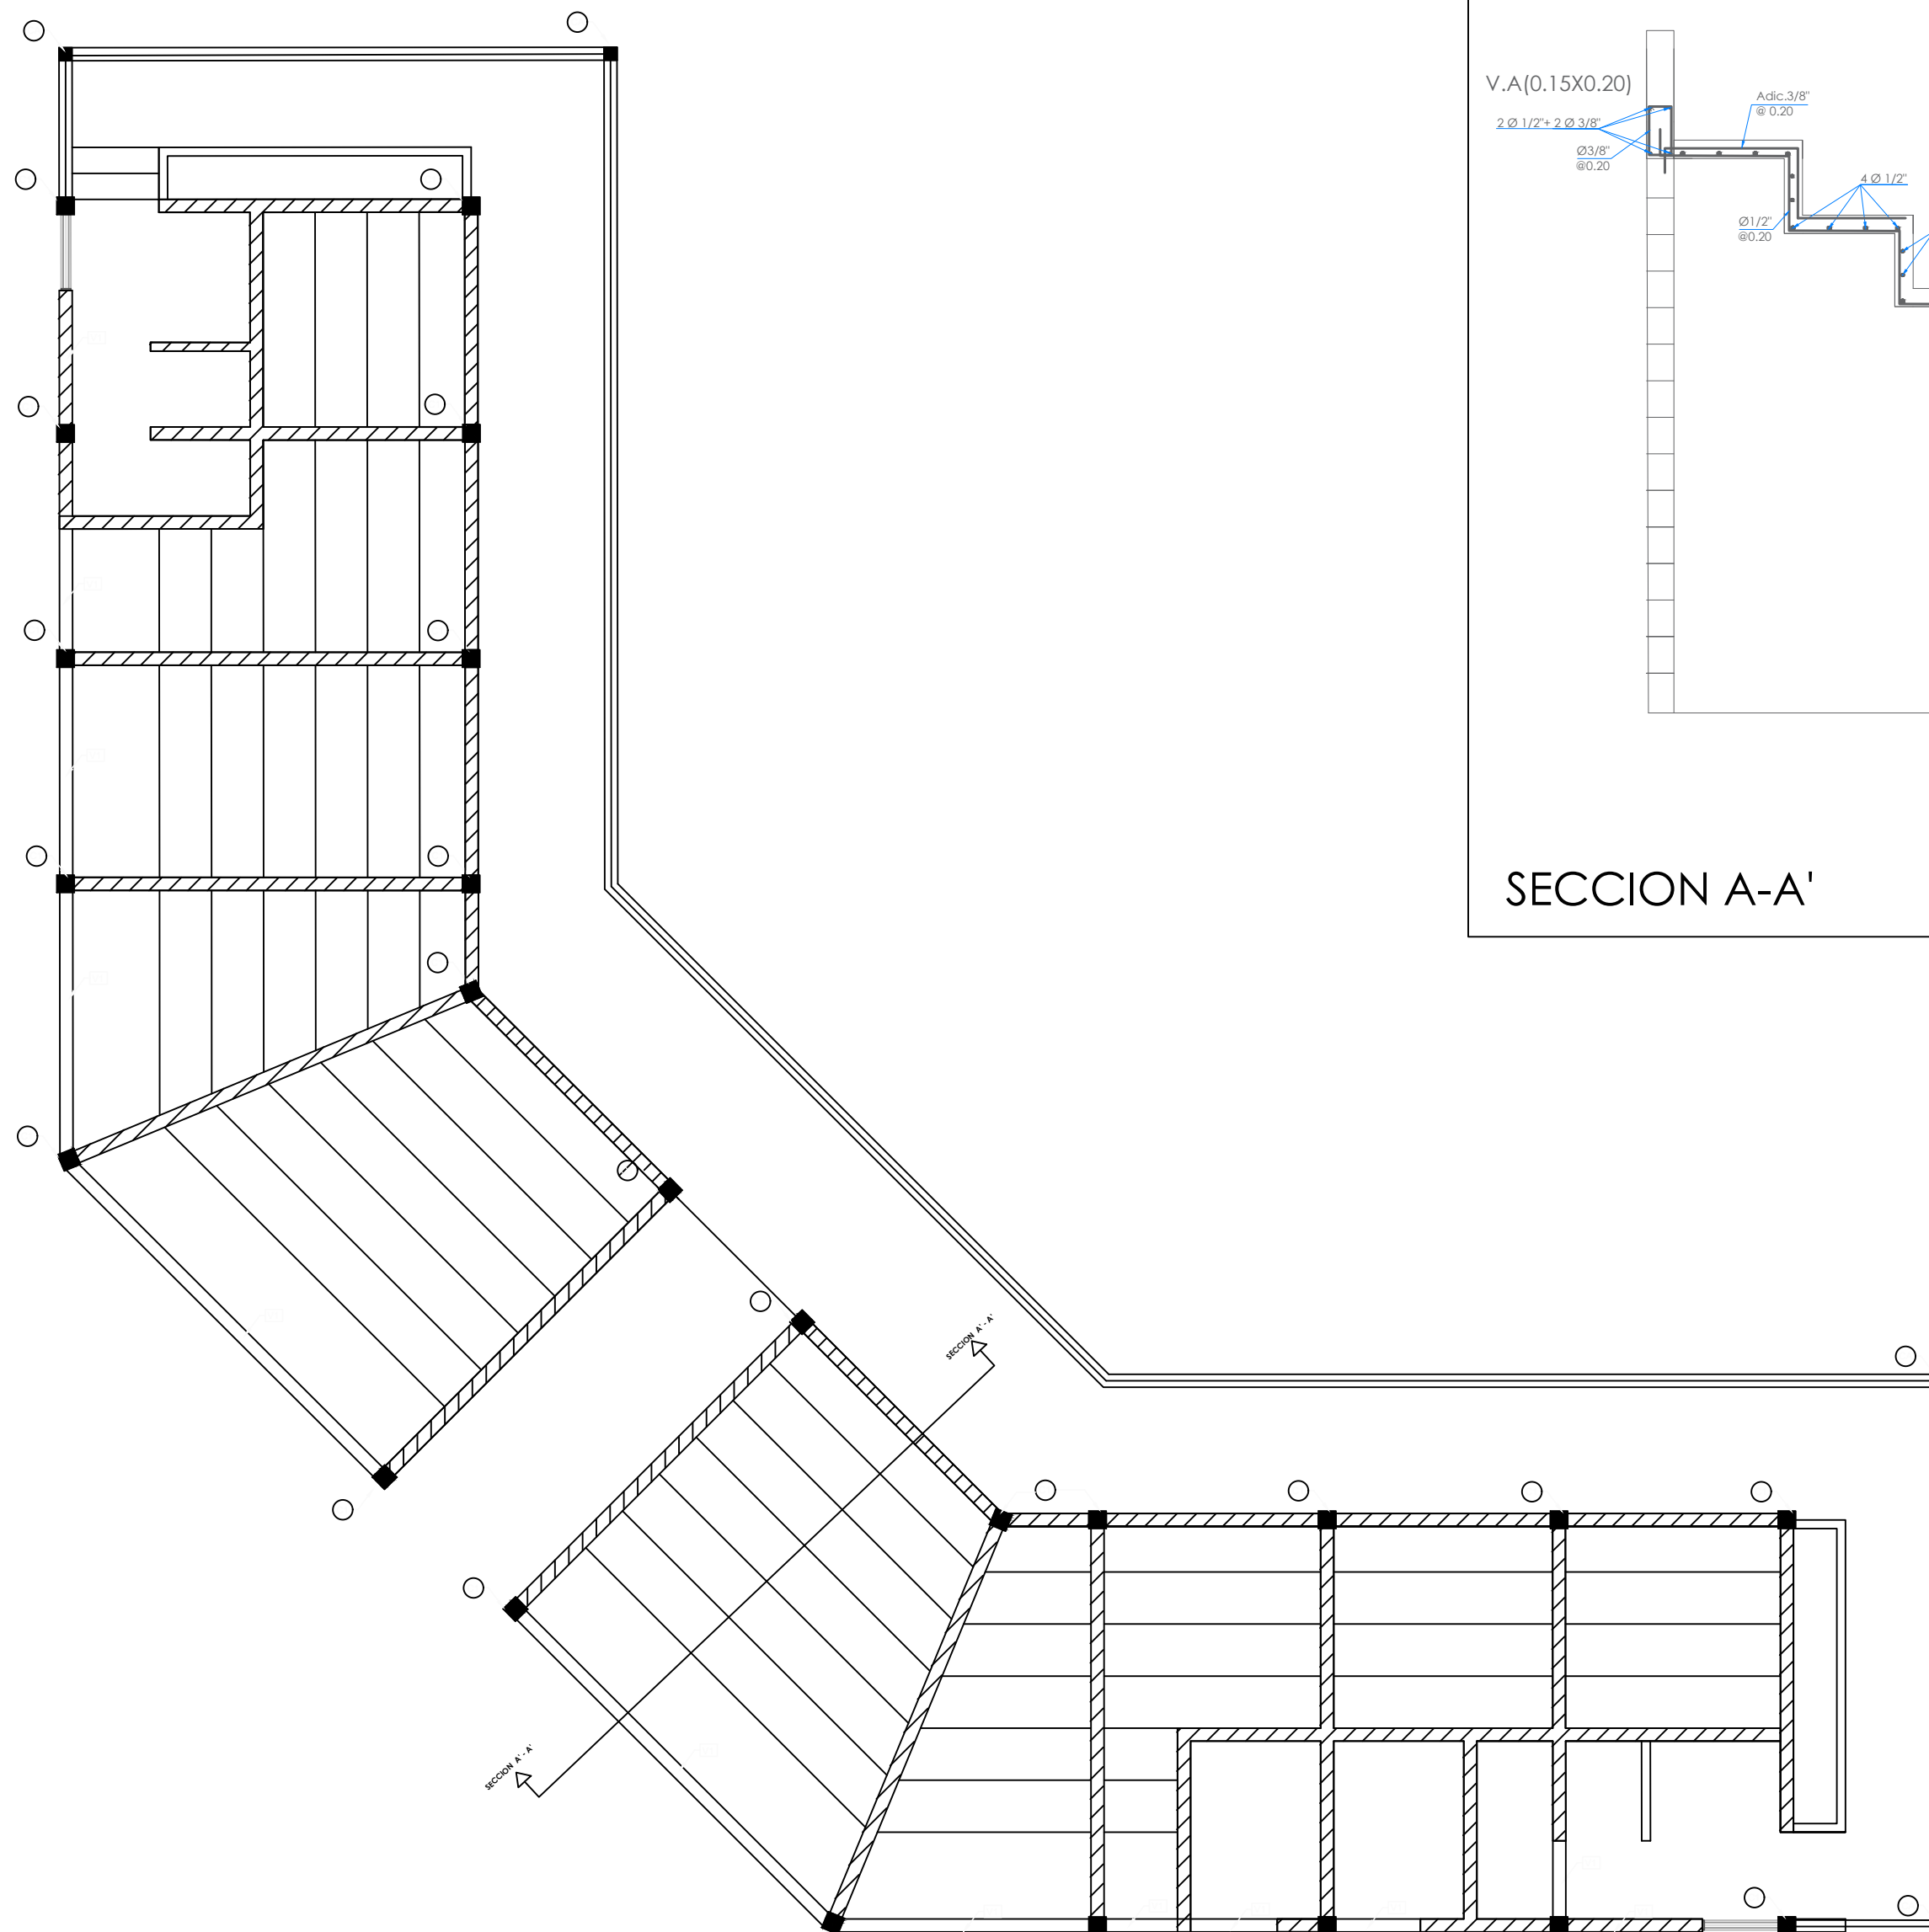 V.A(0.15X0.20)
Adic.3/8"
@ 0.20
2 Ø 1/2"+ 2 Ø 3/8"
Ø3/8"
@0.20
4 Ø 1/2"
Ø1/2"
@0.20
SECCION A-A'
SECCION A'-A'
SECCION A'-A'